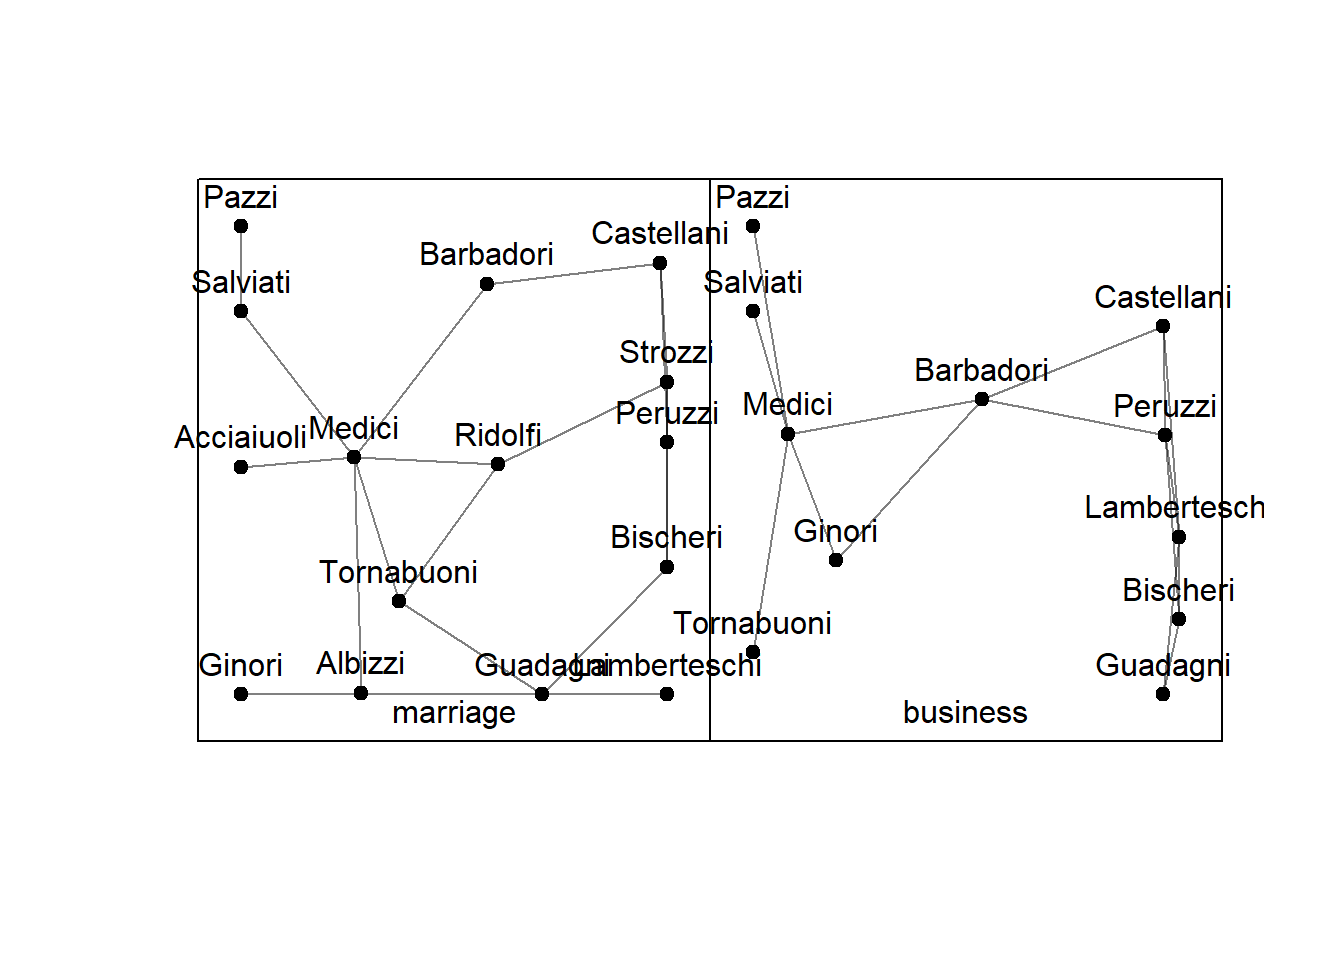 Pazzi
Salviati
Barbadori
Castellani
Strozzi
Peruzzi
Acciaiuoli
Medici
Ridolfi
Bischeri
Tornabuoni
Ginori
Albizzi
Guadagni
Lamberteschi
marriage
Pazzi
Salviati
Castellani
Barbadori
Medici
Peruzzi
Lambertesch
Ginori
Bischeri
Tornabuoni
Guadagni
business